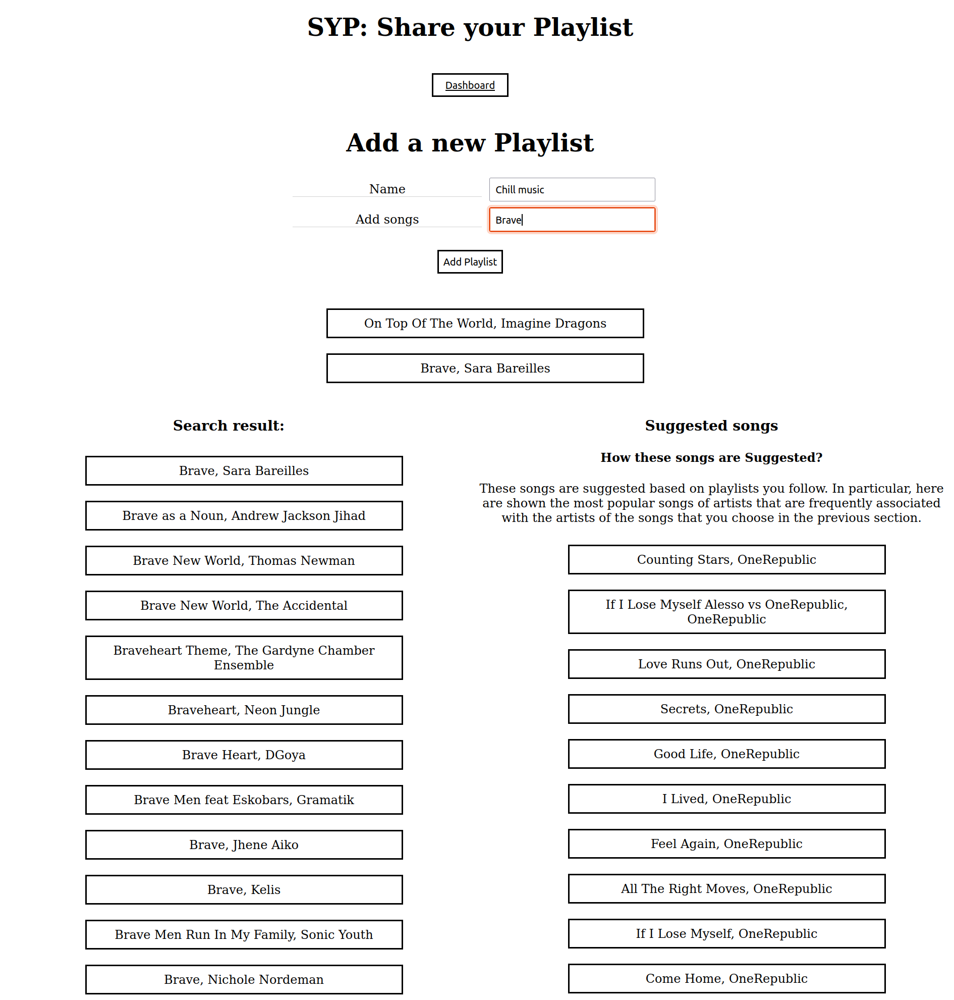 SYP: Share your Playlist
Dashboard
Add a new Playlist
Name
Chill music
Add songs
Brave
Add Playlist
On Top Of The World, Imagine Dragons
Brave, Sara Bareilles
Search result:
Brave, Sara Bareilles
Brave as a Noun, Andrew Jackson Jihad
Brave New World, Thomas Newman
Brave New World, The Accidental
Braveheart Theme, The Gardyne Chamber
Ensemble
Braveheart, Neon Jungle
Brave Heart, DGoya
Brave Men feat Eskobars, Gramatik
Brave, Jhene Aiko
Brave, Kelis
Brave Men Run In My Family, Sonic Youth
Brave, Nichole Nordeman
Suggested songs
How these songs are Suggested?
These songs are suggested based on playlists you follow. In particular, here
are shown the most popular songs of artists that are frequently associated
with the artists of the songs that you choose in the previous section.
Counting Stars, OneRepublic
If I Lose Myself Alesso vs OneRepublic,
OneRepublic
Love Runs Out, OneRepublic
Secrets, OneRepublic
Good Life, OneRepublic
I Lived, OneRepublic
Feel Again, OneRepublic
All The Right Moves, OneRepublic
If I Lose Myself, OneRepublic
Come Home, OneRepublic